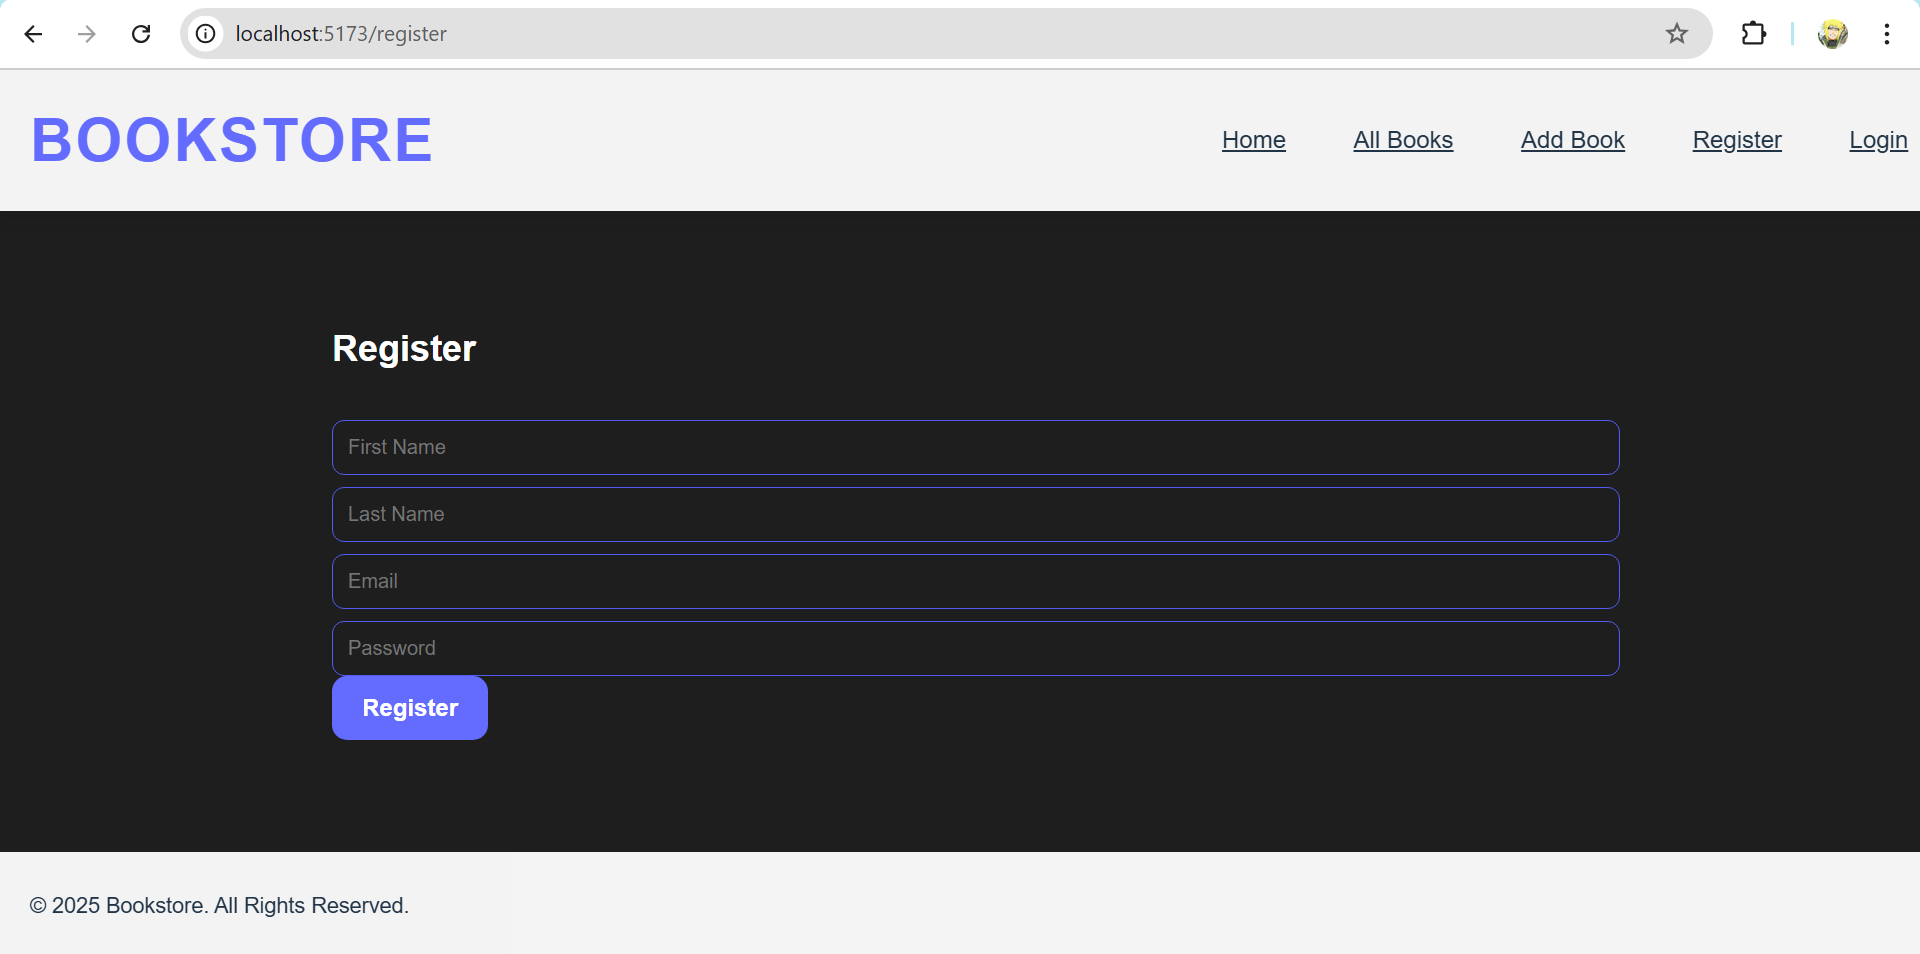 localhost:5173/register
BOOKSTORE
Home All Books Add Book Register Login
Register
First Name
Last Name
Email
Password
Register
© 2025 Bookstore. All Rights Reserved.